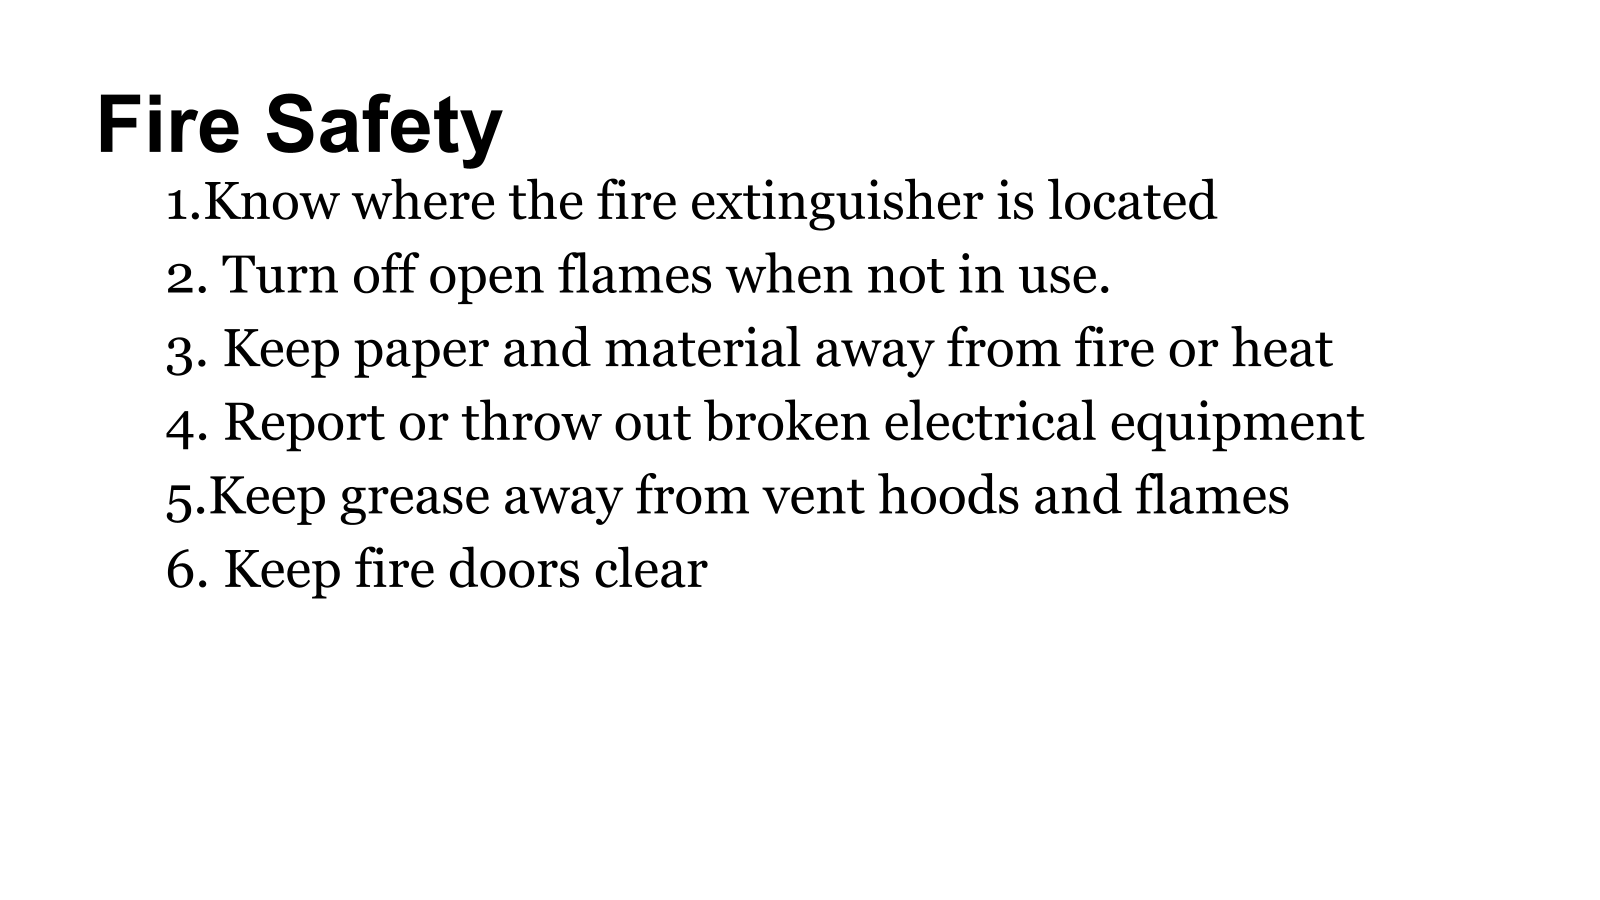 Fire Safety
1.Know where the fire extinguisher is located
2. Turn off open flames when not in use.
3. Keep paper and material away from fire or heat
4. Report or throw out broken electrical equipment
5.Keep grease away from vent hoods and flames
6. Keep fire doors clear